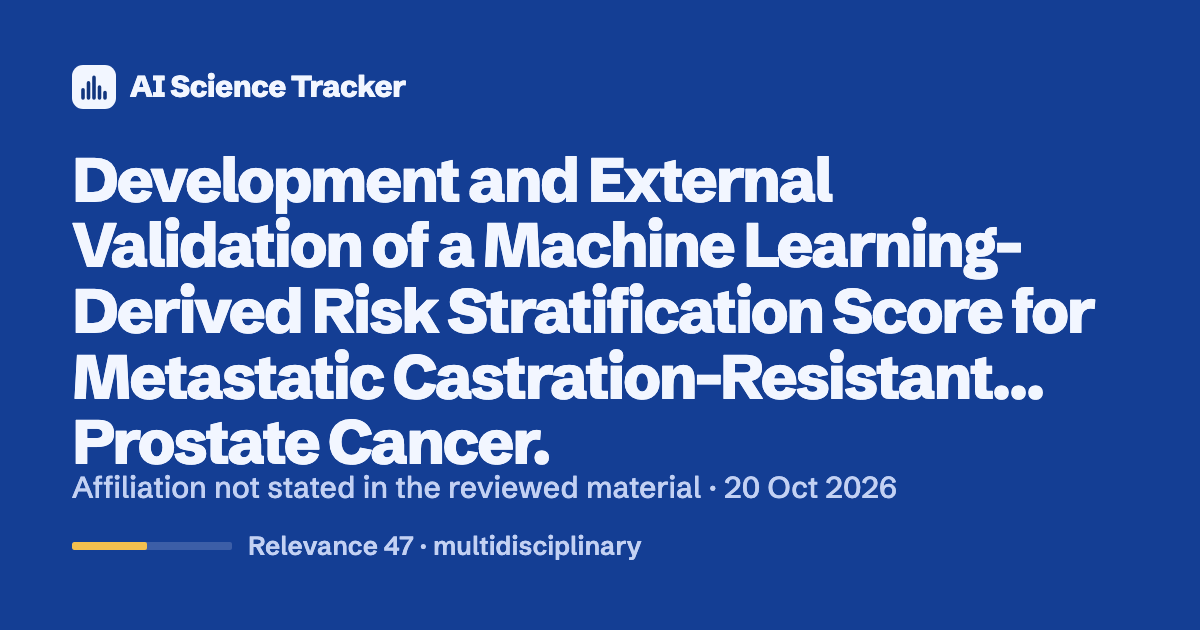 AI Science Tracker
Development and External
Validation of a Machine Learning-
Derived Risk Stratification Score for
Metastatic Castration-Resistant...
Prostate Cancer.
Affiliation not stated in the reviewed material · 20 Oct 2026
Relevance 47 · multidisciplinary